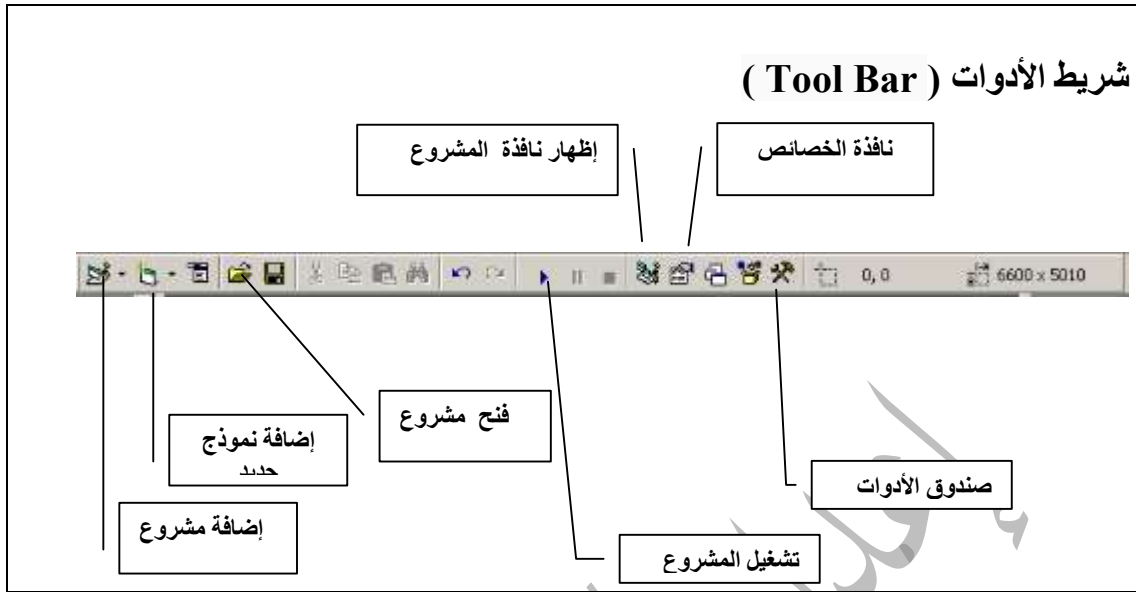 شريط الأدوات ( Tool Bar )
إظهار نافذة المشروع
نافذة الخصائص
0, 0
6600 x 5010
فتح مشروع
إضافة نموذج
جديد
صندوق الأدوات
إضافة مشروع
تشغيل المشروع